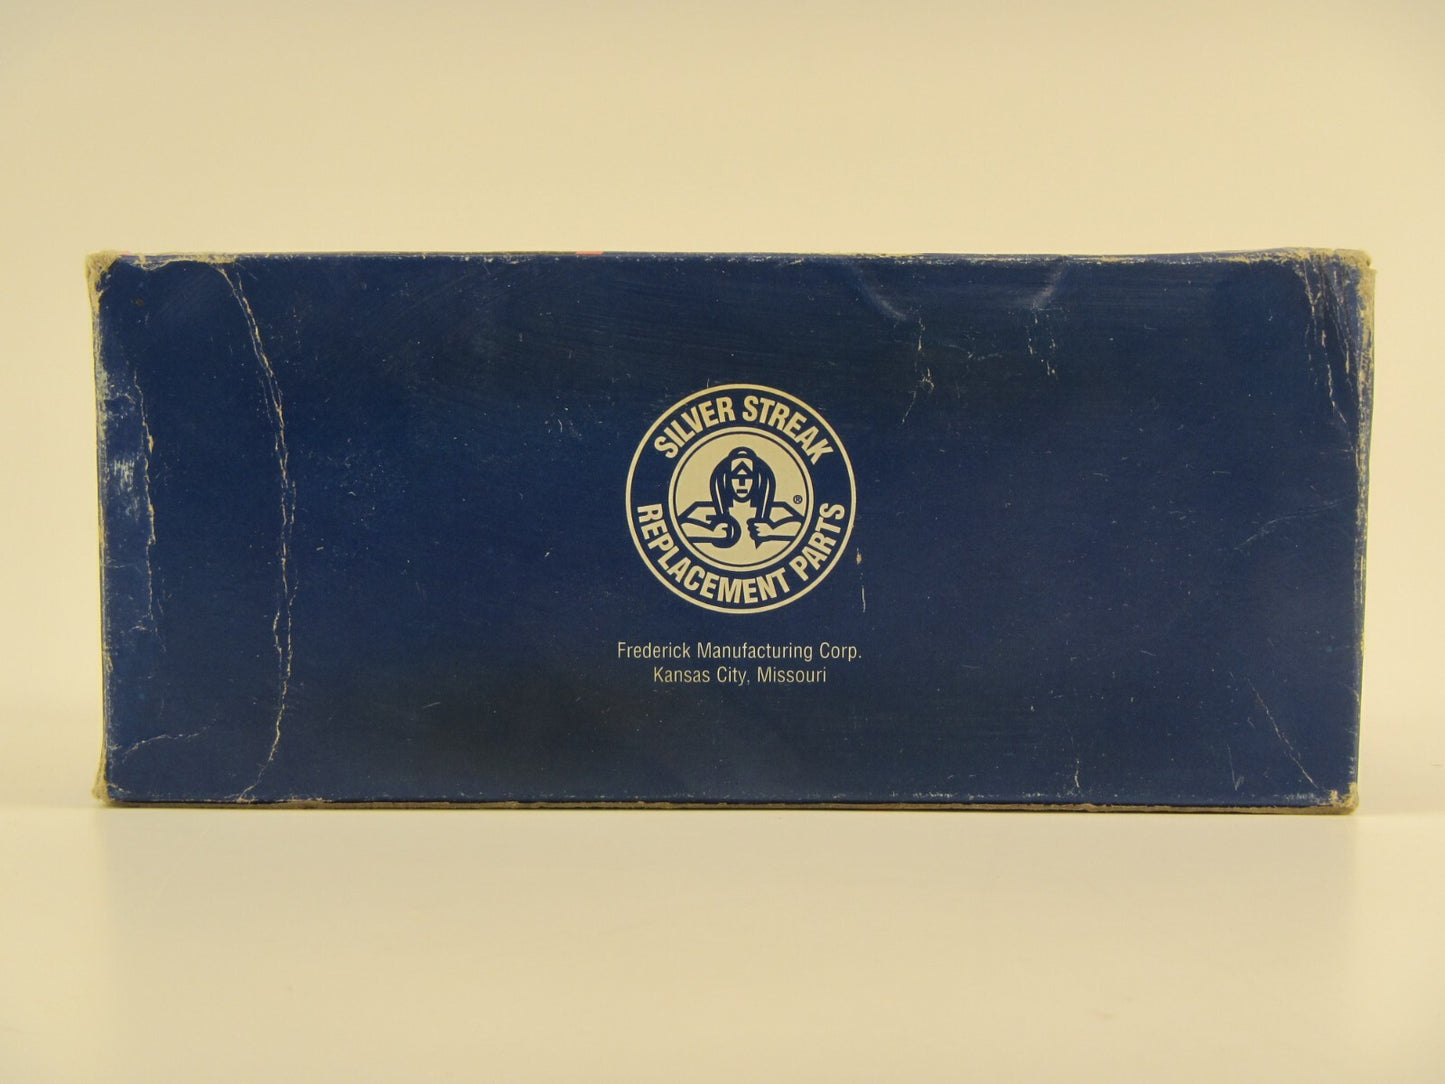 SILVER STREAK
REPLACEMENT PARTS
®
Frederick Manufacturing Corp.
Kansas City, Missouri